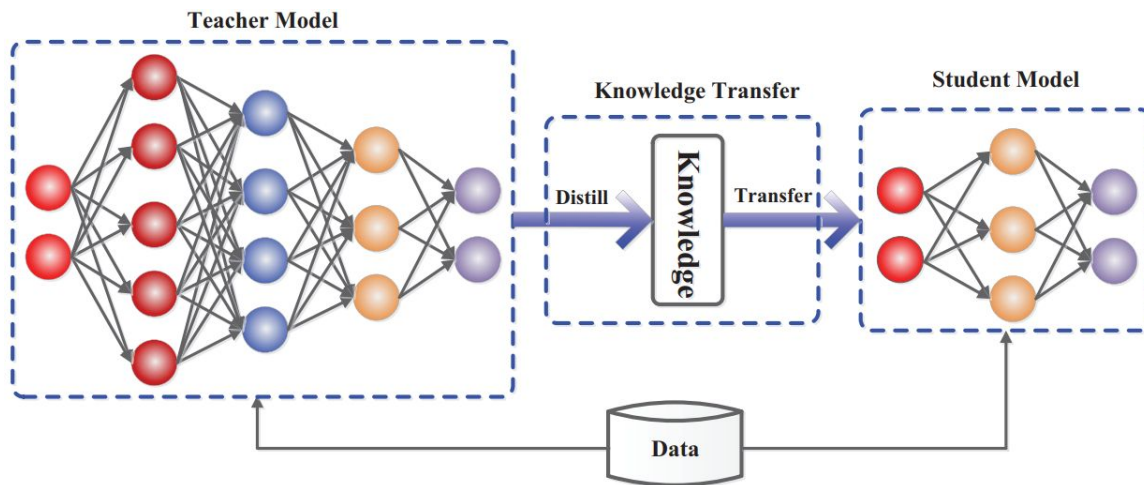 Teacher Model
Knowledge Transfer
Student Model
Distill
Knowledge
Transfer
Data